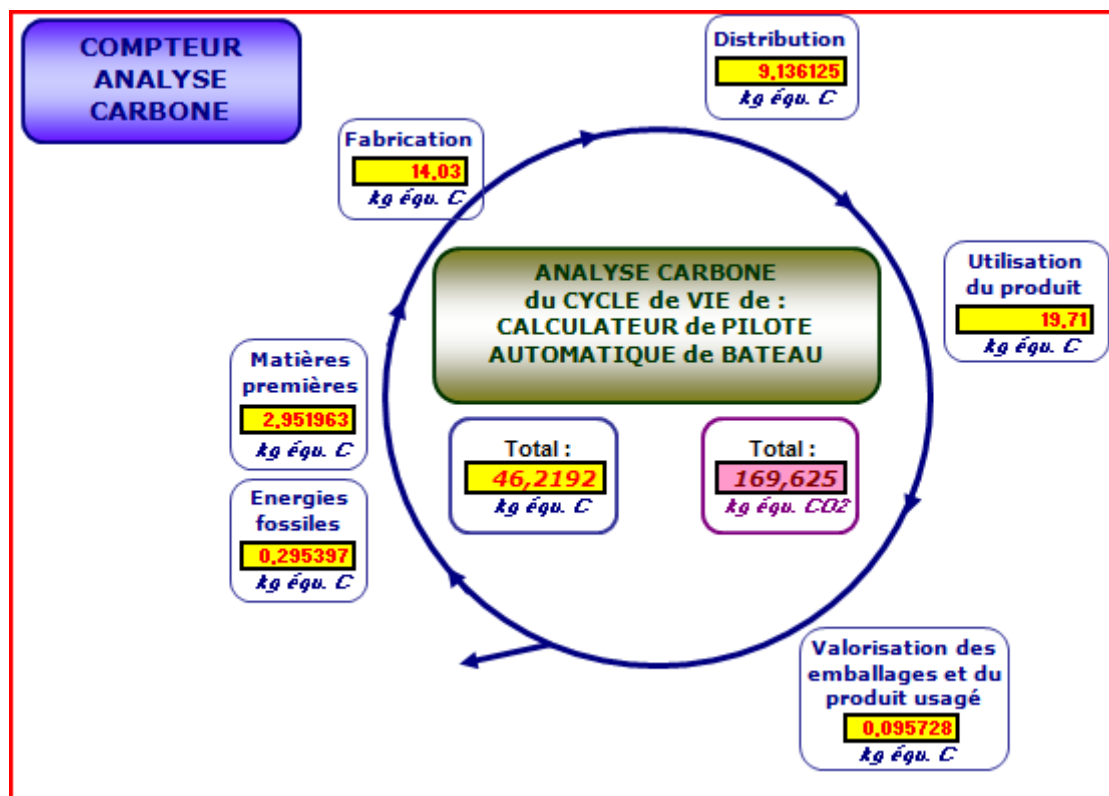 COMPTEUR
ANALYSE
CARBONE
Distribution
9,136125
kg équ. C
Fabrication
14,03
kg équ. C
Utilisation
du produit
19,71
kg équ. C
ANALYSE CARBONE
du CYCLE de VIE de :
CALCULATEUR de PILOTE
AUTOMATIQUE de BATEAU
Matières
premières
2,951963
kg équ. C
Total :
46,2192
kg équ. C
Total :
169,625
kg équ. CO2
Energies
fossiles
0,295397
kg équ. C
Valorisation des
emballages et du
produit usagé
0,095728
kg équ. C